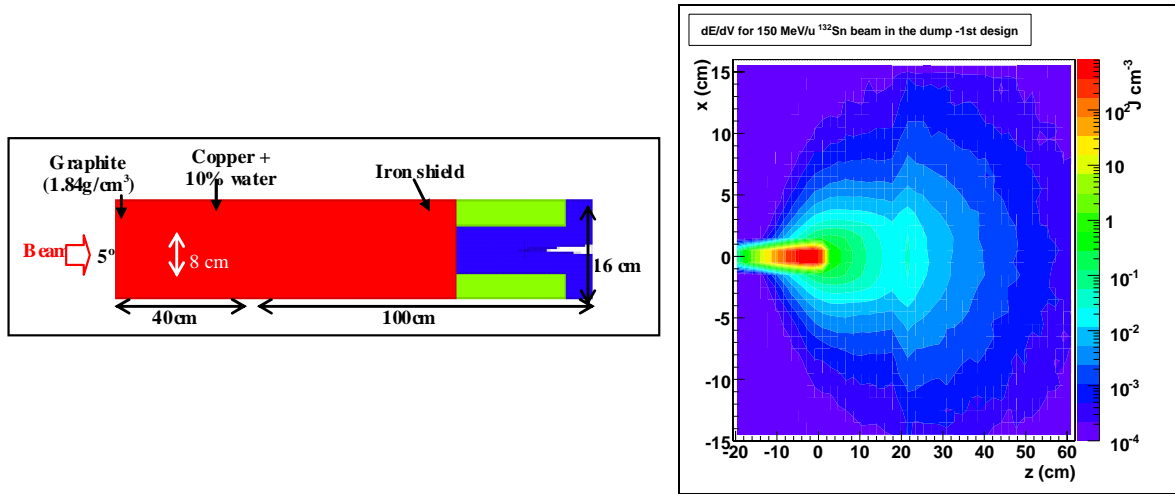 Graphite
(1.84g/cm³)
Copper +
10% water
Iron shield
Beam
5°
8 cm
16 cm
40cm
100cm
dE/dV for 150 MeV/u ¹³²Sn beam in the dump -1st design
x (cm)
15
10
5
0
-5
-10
-15
-20 -10 0 10 20 30 40 50 60
z (cm)
J cm⁻³
10²
10
1
10⁻¹
10⁻²
10⁻³
10⁻⁴